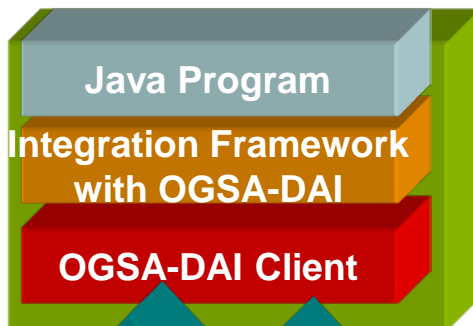 Java Program
Integration Framework
with OGSA-DAI
OGSA-DAI Client